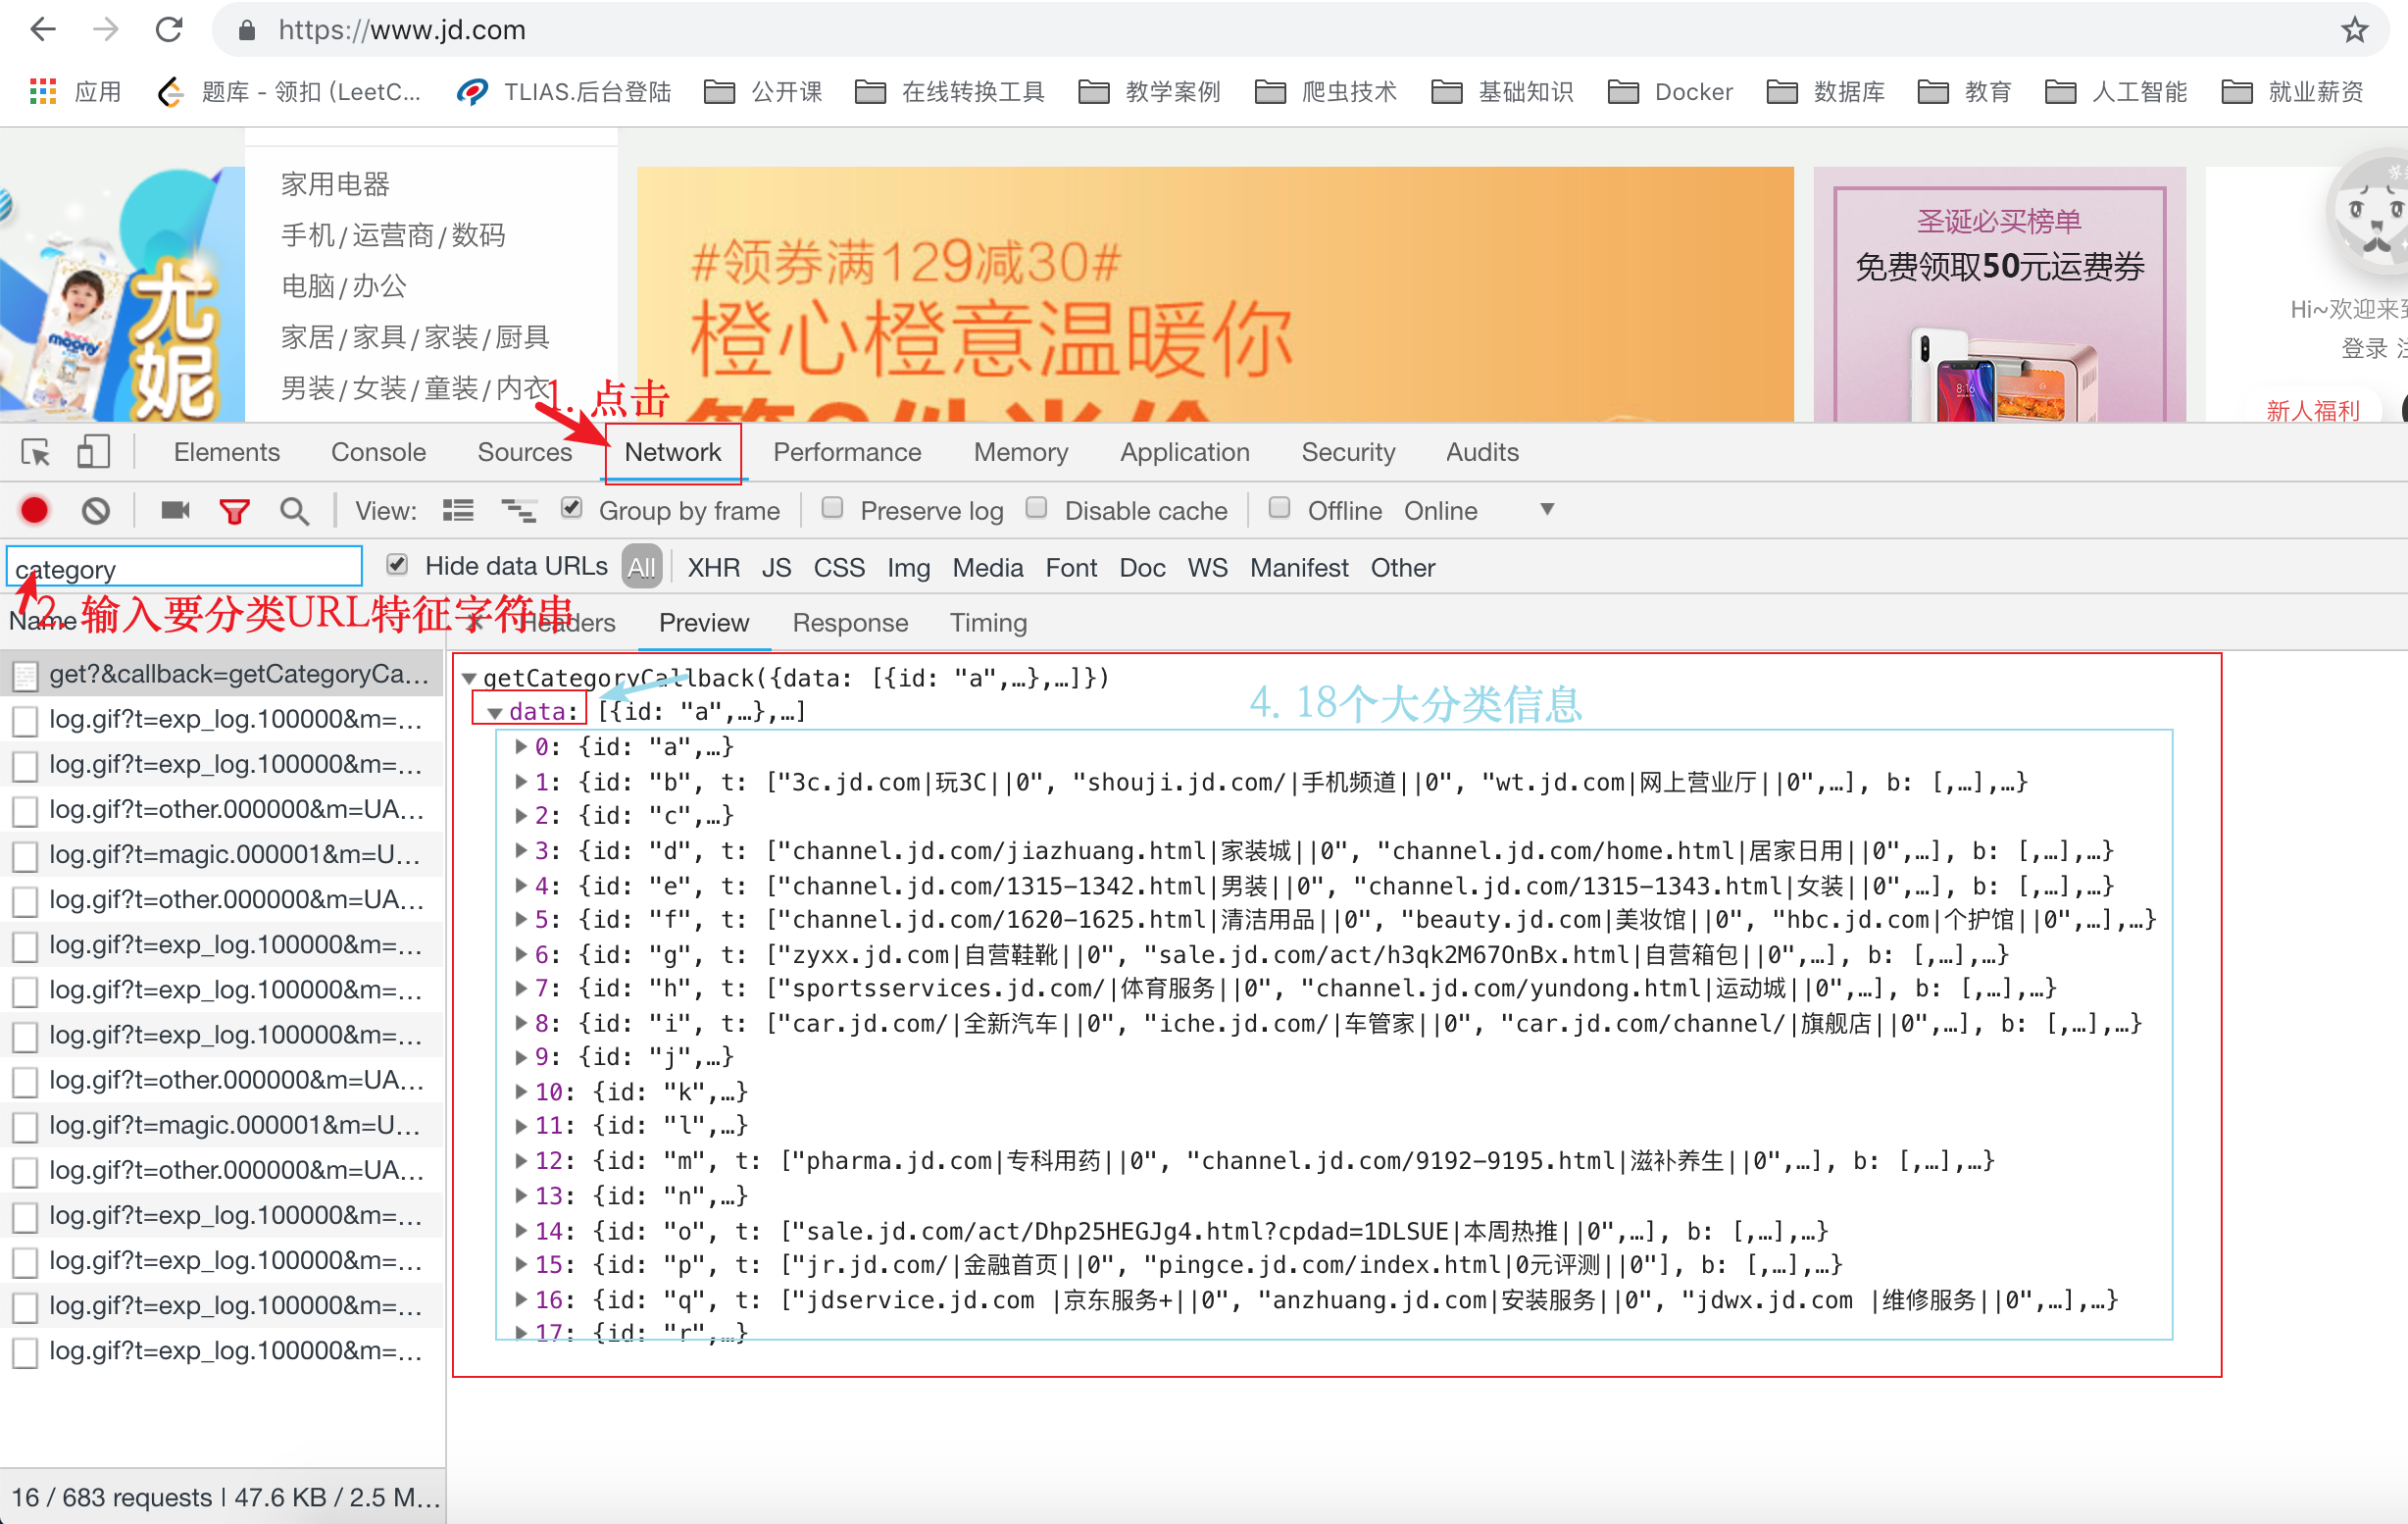 https://www.jd.com
应用 题库 - 领扣 (LeetC... TLIAS.后台登陆 公开课 在线转换工具 教学案例 爬虫技术 基础知识 Docker 数据库 教育 人工智能 就业薪资
家用电器
手机/运营商/数码
电脑/办公
家居/家具/家装/厨具
男装/女装/童装/内衣
尤妮
moony
#领券满129减30#
橙心橙意温暖你
圣诞必买榜单
免费领取50元运费券
8:16
Hi~欢迎来到
登录
新人福利
1. 点击
Elements Console Sources Network Performance Memory Application Security Audits
View: Group by frame Preserve log Disable cache Offline Online
category Hide data URLs All XHR JS CSS Img Media Font Doc WS Manifest Other
2. 输入要分类URL特征字符串
Name × Headers Preview Response Timing
get?&callback=getCategoryCa...
log.gif?t=exp_log.100000&m=...
log.gif?t=exp_log.100000&m=...
log.gif?t=other.000000&m=UA...
log.gif?t=magic.000001&m=U...
log.gif?t=other.000000&m=UA...
log.gif?t=exp_log.100000&m=...
log.gif?t=exp_log.100000&m=...
log.gif?t=exp_log.100000&m=...
log.gif?t=other.000000&m=UA...
log.gif?t=magic.000001&m=U...
log.gif?t=other.000000&m=UA...
log.gif?t=exp_log.100000&m=...
log.gif?t=exp_log.100000&m=...
log.gif?t=exp_log.100000&m=...
log.gif?t=exp_log.100000&m=...
16 / 683 requests | 47.6 KB / 2.5 M...
getCategoryCallback({data: [{id: "a",…},…]})
data: [{id: "a",…},…]
4. 18个大分类信息
0: {id: "a",…}
1: {id: "b", t: ["3c.jd.com|玩3C||0", "shouji.jd.com/|手机频道||0", "wt.jd.com|网上营业厅||0",…], b: [,…],…}
2: {id: "c",…}
3: {id: "d", t: ["channel.jd.com/jiazhuang.html|家装城||0", "channel.jd.com/home.html|居家日用||0",…], b: [,…],…}
4: {id: "e", t: ["channel.jd.com/1315-1342.html|男装||0", "channel.jd.com/1315-1343.html|女装||0",…], b: [,…],…}
5: {id: "f", t: ["channel.jd.com/1620-1625.html|清洁用品||0", "beauty.jd.com|美妆馆||0", "hbc.jd.com|个护馆||0",…],…}
6: {id: "g", t: ["zyxx.jd.com|自营鞋靴||0", "sale.jd.com/act/h3qk2M67OnBx.html|自营箱包||0",…], b: [,…],…}
7: {id: "h", t: ["sportsservices.jd.com/|体育服务||0", "channel.jd.com/yundong.html|运动城||0",…], b: [,…],…}
8: {id: "i", t: ["car.jd.com/|全新汽车||0", "iche.jd.com/|车管家||0", "car.jd.com/channel/|旗舰店||0",…], b: [,…],…}
9: {id: "j",…}
10: {id: "k",…}
11: {id: "l",…}
12: {id: "m", t: ["pharma.jd.com|专科用药||0", "channel.jd.com/9192-9195.html|滋补养生||0",…], b: [,…],…}
13: {id: "n",…}
14: {id: "o", t: ["sale.jd.com/act/Dhp25HEGJg4.html?cpdad=1DLSUE|本周热推||0",…], b: [,…],…}
15: {id: "p", t: ["jr.jd.com/|金融首页||0", "pingce.jd.com/index.html|0元评测||0"], b: [,…],…}
16: {id: "q", t: ["jdservice.jd.com |京东服务+||0", "anzhuang.jd.com|安装服务||0", "jdwx.jd.com |维修服务||0",…],…}
17: {id: "r",…}